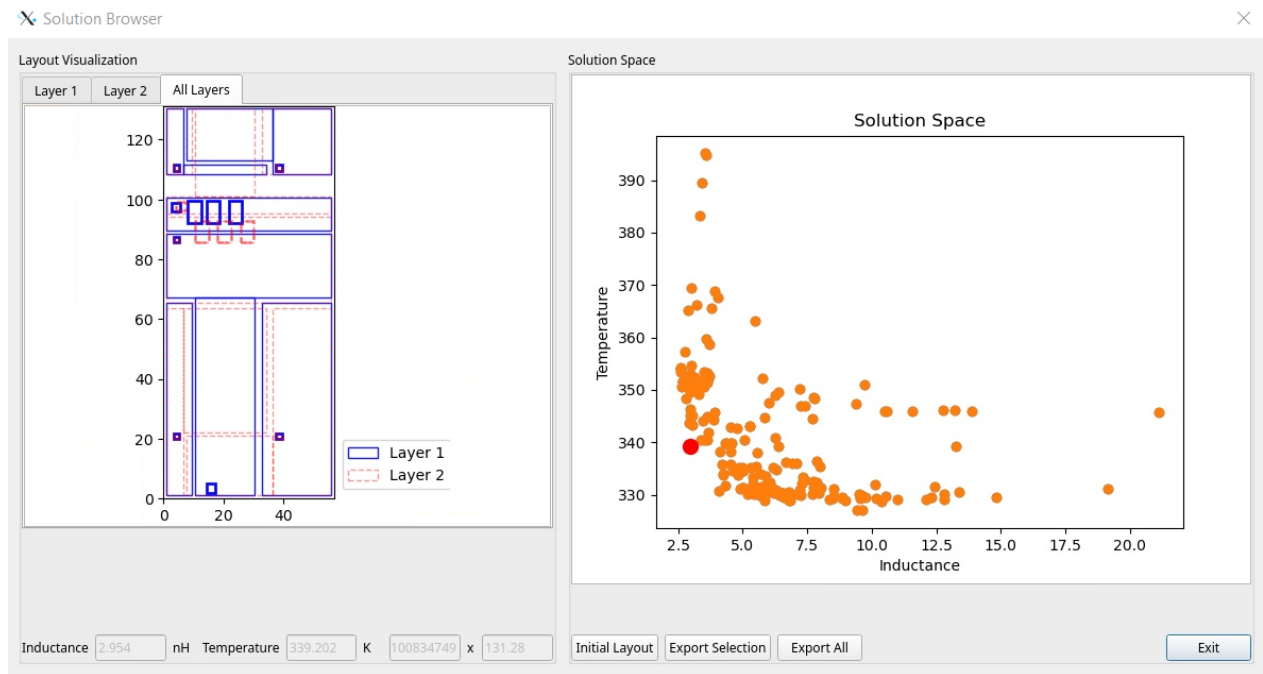 Solution Browser
Layout Visualization
Solution Space
Layer 1 Layer 2 All Layers
120
100
80
60
40
20
0
0 20 40
Layer 1
Layer 2
Solution Space
Temperature
390
380
370
360
350
340
330
2.5 5.0 7.5 10.0 12.5 15.0 17.5 20.0
Inductance
Inductance 2.954 nH Temperature 339.202 K 100834749 x 131.28
Initial Layout Export Selection Export All Exit